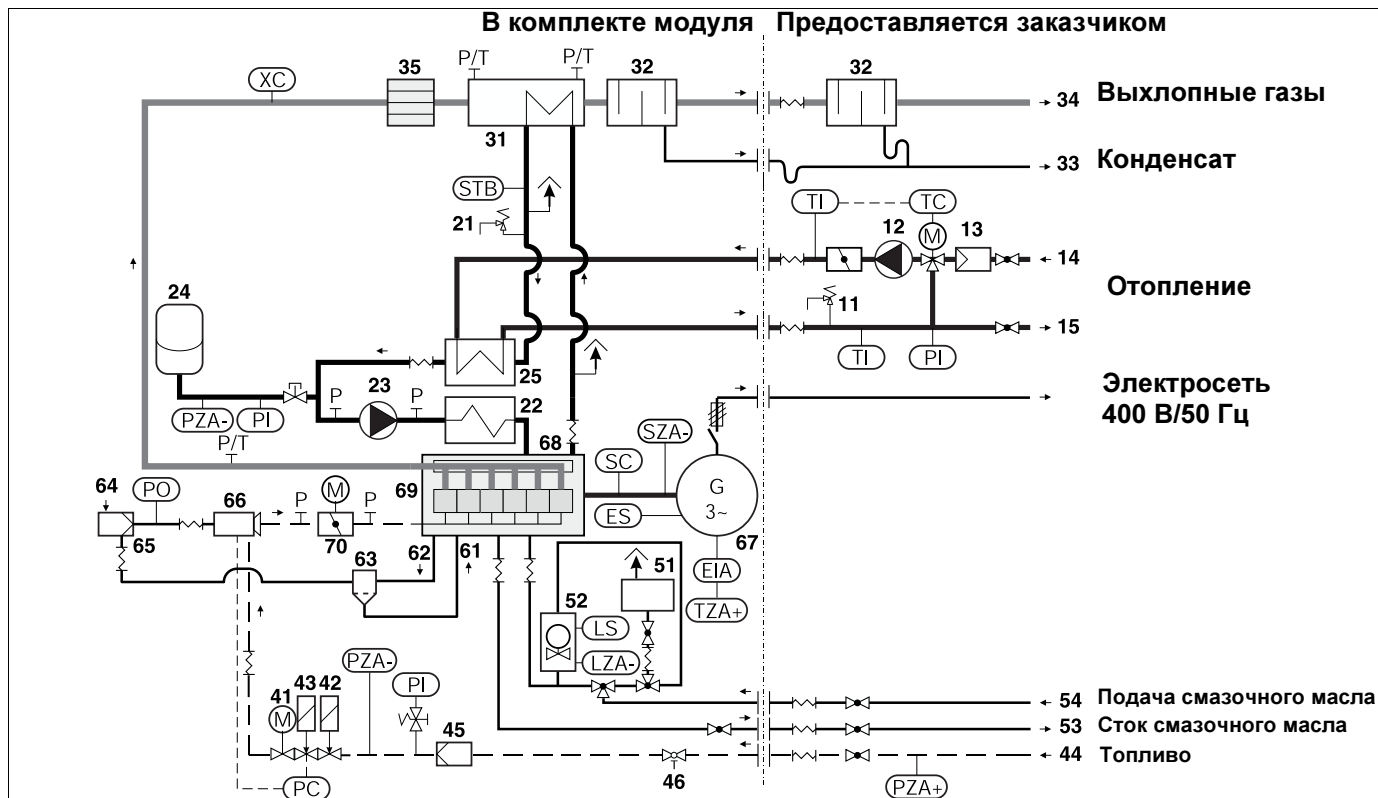 В комплекте модуля
Предоставляется заказчиком
XC
35
P/T
P/T
32
32
34
Выхлопные газы
31
33
Конденсат
STB
21
TI
TC
12
M
13
14
24
11
Отопление
15
25
TI
PI
23
P
P
22
Электросеть
400 В/50 Гц
PZA-
PI
P/T
68
SZA-
SC
64
PO
66
M
P
P
69
G
3~
ES
65
70
67
62
61
63
51
EIA
52
LS
TZA+
LZA-
PZA-
PI
43
42
41
M
45
54
Подача смазочного масла
53
Сток смазочного масла
44
Топливо
46
PC
PZA+